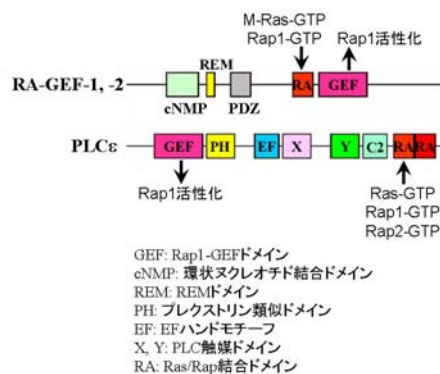 M-Ras-GTP
Rap1-GTP
Rap1活性化
REM
RA-GEF-1, -2
RA
GEF
cNMP
PDZ
PLCε
GEF
PH
EF
X
Y
C2
RA
RA
Rap1活性化
Ras-GTP
Rap1-GTP
Rap2-GTP
GEF: Rap1-GEFドメイン
cNMP: 環状ヌクレオチド結合ドメイン
REM: REMドメイン
PH: プレクストリン類似ドメイン
EF: EFハンドモチーフ
X, Y: PLC触媒ドメイン
RA: Ras/Rap結合ドメイン